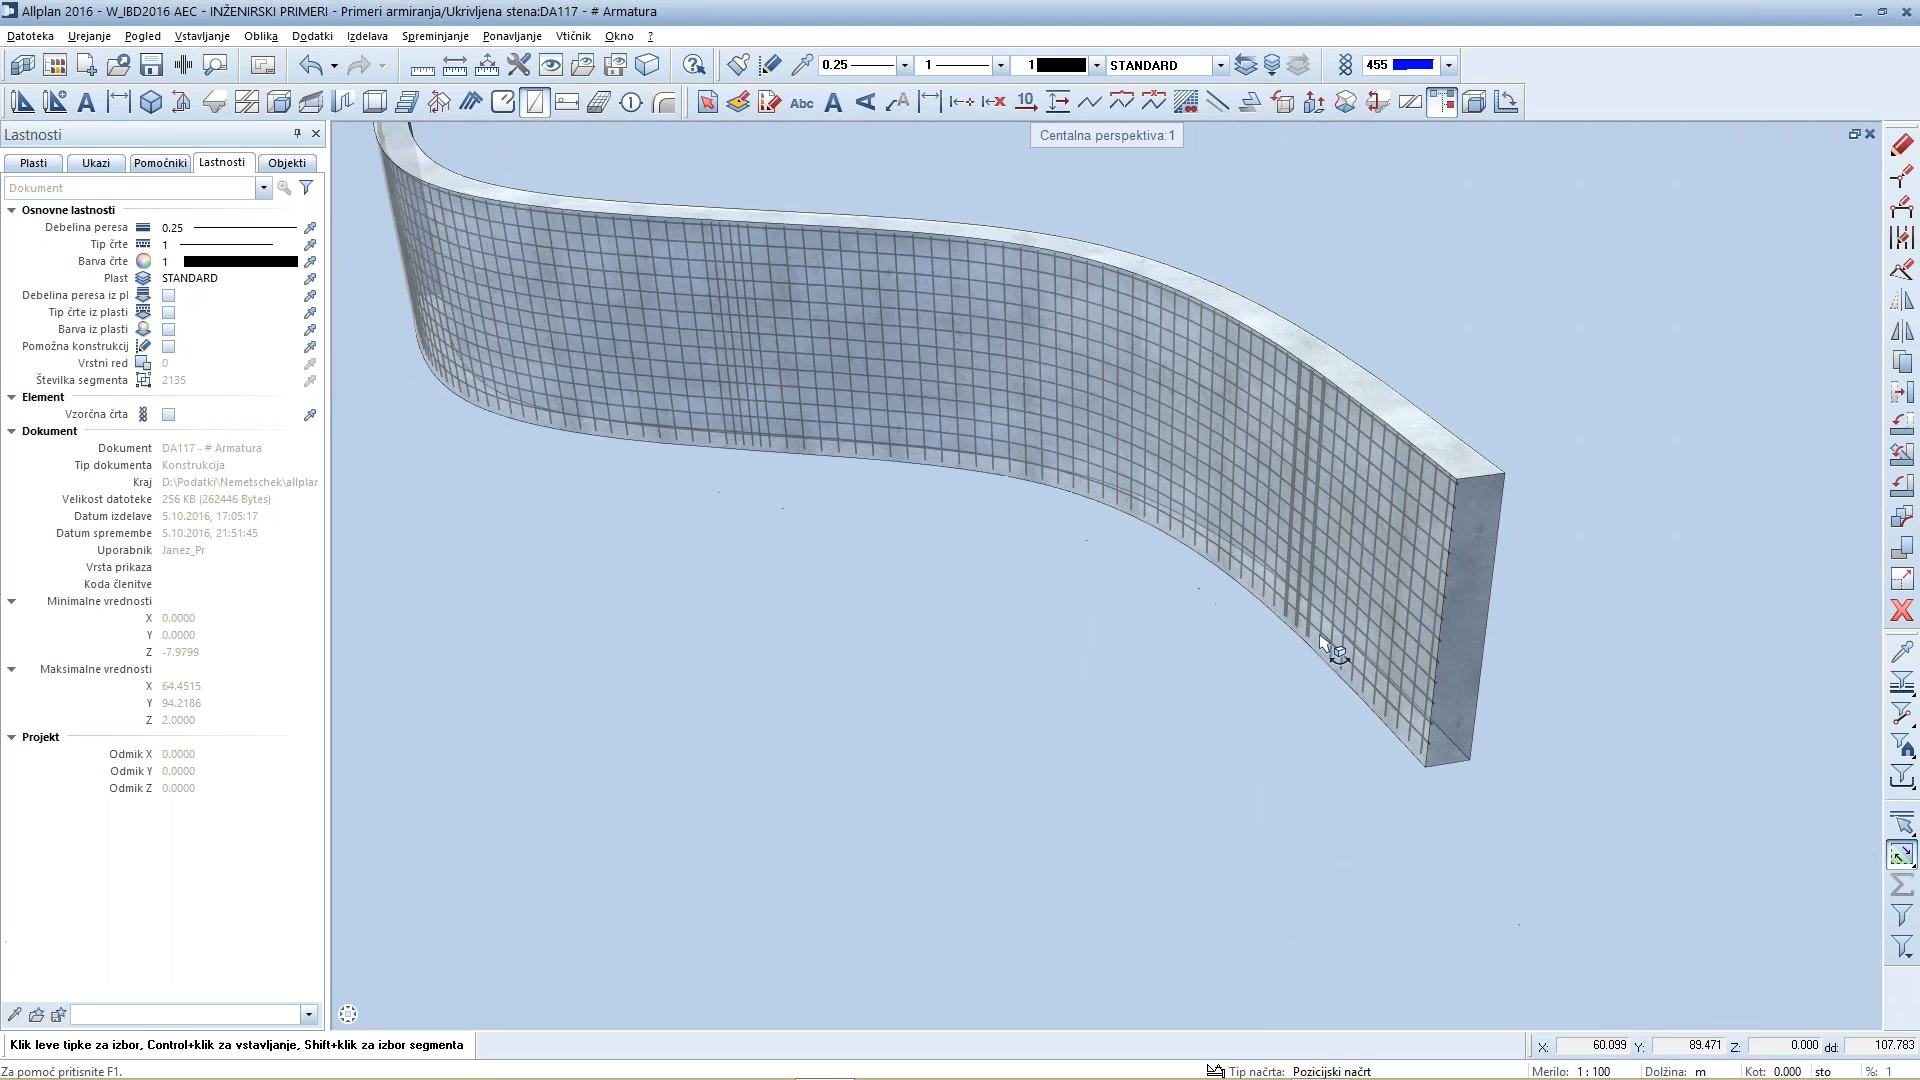 Allplan 2016 - W_IBD2016 AEC - INŽENIRSKI PRIMERI - Primeri armiranja/Ukrivljena stena:DA117 - # Armatura
Datoteka Urejanje Pogled Vstavljanje Oblika Dodatki Izdelava Spreminjanje Ponavljanje Vtičnik Okno ?
0.25 1 1 STANDARD 455
A Abc A 10
Lastnosti
Centalna perspektiva:1
Plasti Ukazi Pomočniki Lastnosti Objekti
Dokument
Osnovne lastnosti
Debelina peresa 0.25
Tip črte 1
Barva črte 1
Plast STANDARD
Debelina peresa iz pl
Tip črte iz plasti
Barva iz plasti
Pomožna konstrukcij
Vrstni red 0
Številka segmenta 2135
Element
Vzorčna črta
Dokument
Dokument DA117 - # Armatura
Tip dokumenta Konstrukcija
Kraj D:\Podatki\Nemetschek\allplar
Velikost datoteke 256 KB (262446 Bytes)
Datum izdelave 5.10.2016, 17:05:17
Datum spremembe 5.10.2016, 21:51:45
Uporabnik Janez_Pr
Vrsta prikaza
Koda členitve
Minimalne vrednosti
X 0.0000
Y 0.0000
Z -7.9799
Maksimalne vrednosti
X 64.4515
Y 94.2186
Z 2.0000
Projekt
Odmik X 0.0000
Odmik Y 0.0000
Odmik Z 0.0000
Klik leve tipke za izbor, Control+klik za vstavljanje, Shift+klik za izbor segmenta
X: 60.099 Y: 89.471 Z: 0.000 dd: 107.783
Za pomoč pritisnite F1.
Tip načrta: Pozicijski načrt Merilo: 1 : 100 Dolžina: m Kot: 0.000 sto %: 1